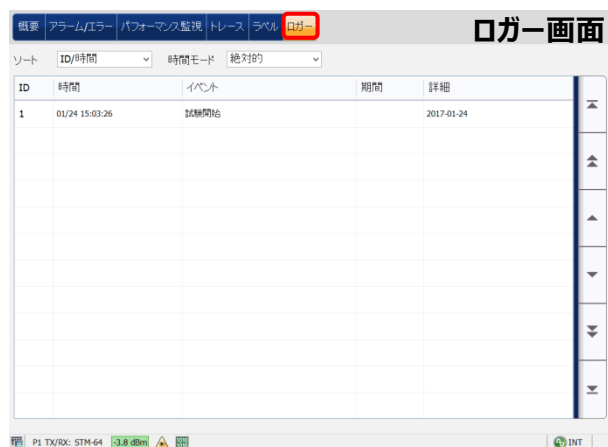 概要 アラーム/エラー パフォーマンス監視 トレース ラベル ロガー
ロガー画面
ソート ID/時間 時間モード 絶対的
ID 時間 イベント 期間 詳細
1 01/24 15:03:26 試験開始 2017-01-24
P1 TX/RX: STM-64 -3.8 dBm INT